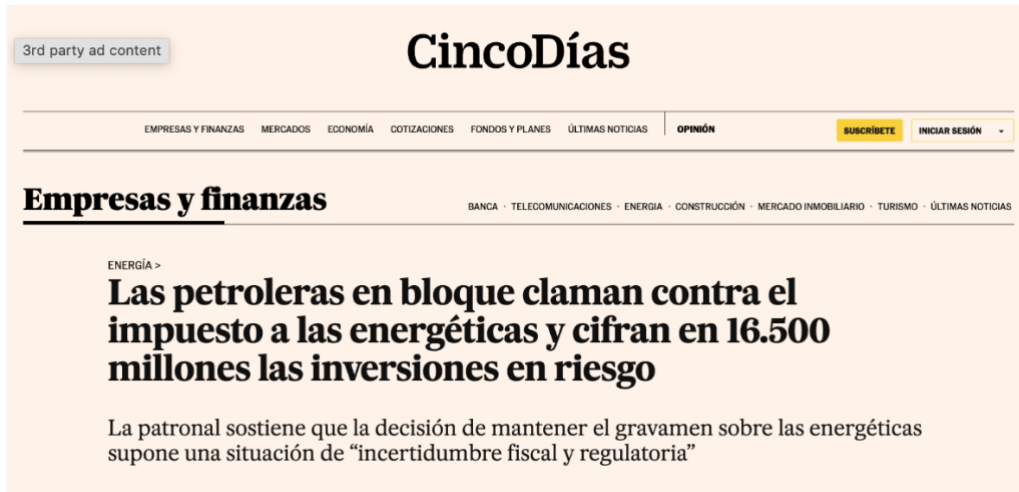 3rd party ad content
CincoDías
EMPRESAS Y FINANZAS MERCADOS ECONOMÍA COTIZACIONES FONDOS Y PLANES ÚLTIMAS NOTICIAS OPINIÓN SUSCRÍBETE INICIAR SESIÓN
Empresas y finanzas
BANCA · TELECOMUNICACIONES · ENERGIA · CONSTRUCCIÓN · MERCADO INMOBILIARIO · TURISMO · ÚLTIMAS NOTICIAS
ENERGÍA >
Las petroleras en bloque claman contra el
impuesto a las energéticas y cifran en 16.500
millones las inversiones en riesgo
La patronal sostiene que la decisión de mantener el gravamen sobre las energéticas
supone una situación de “incertidumbre fiscal y regulatoria”